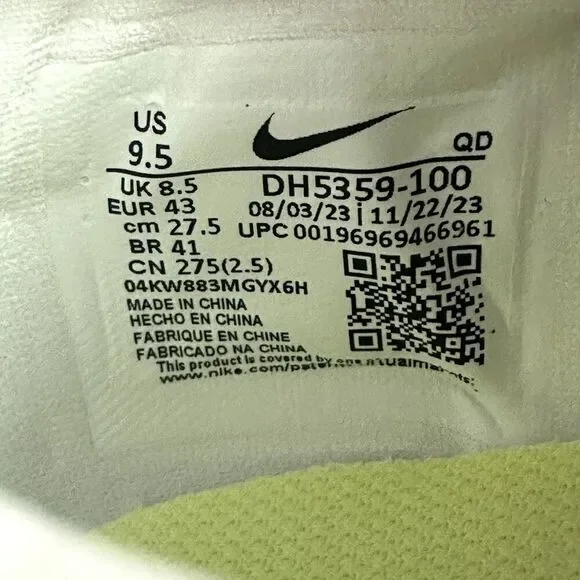 US
9.5
QD
UK 8.5
DH5359-100
EUR 43
08/03/23 | 11/22/23
cm 27.5
UPC 00196969466961
BR 41
CN 275(2.5)
04KW883MGYX6H
MADE IN CHINA
HECHO EN CHINA
FABRIQUE EN CHINE
FABRICADO NA CHINA
This product is covered by
www.nike.com/